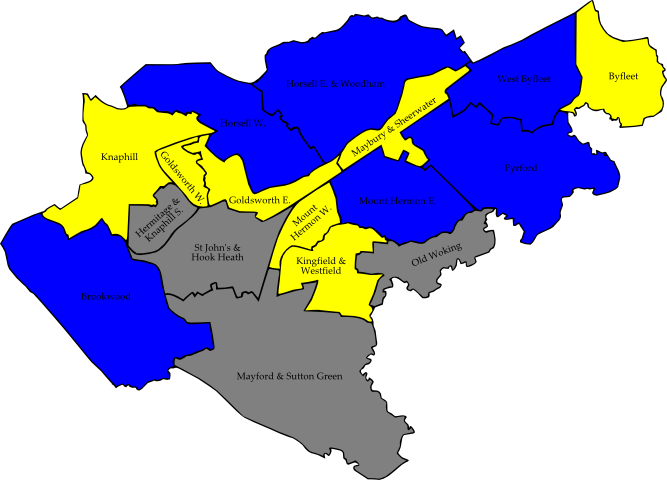 Horsell E. & Woodham
West Byfleet
Byfleet
Horsell W.
Maybury & Sheerwater
Knaphill
Goldsworth W.
Pyrford
Goldsworth E.
Mount Hermon E.
Hermitage &
Knaphill S.
Mount
Hermon W.
St John's &
Hook Heath
Old Woking
Kingfield &
Westfield
Brookwood
Mayford & Sutton Green